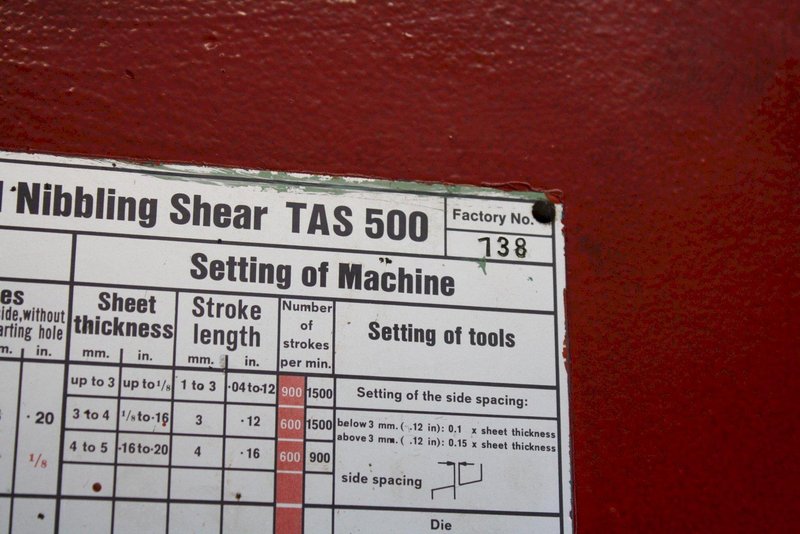 Nibbling Shear TAS 500
Factory No.
738
Setting of Machine
es
side, without
arting hole
m. in.
Sheet
thickness
mm. in.
Stroke
length
mm. in.
Number
of
strokes
per min.
Setting of tools
up to 3 up to 1/8 1 to 3 ·04 to·12 900 1500
Setting of the side spacing:
· 20 3 to 4 1/8 to·16 3 · 12 600 1500
below 3 mm. ( .12 in): 0.1 x sheet thickness
above 3 mm. ( .12 in): 0.15 x sheet thickness
1/8 4 to 5 ·16 to·20 4 · 16 600 900
side spacing
Die